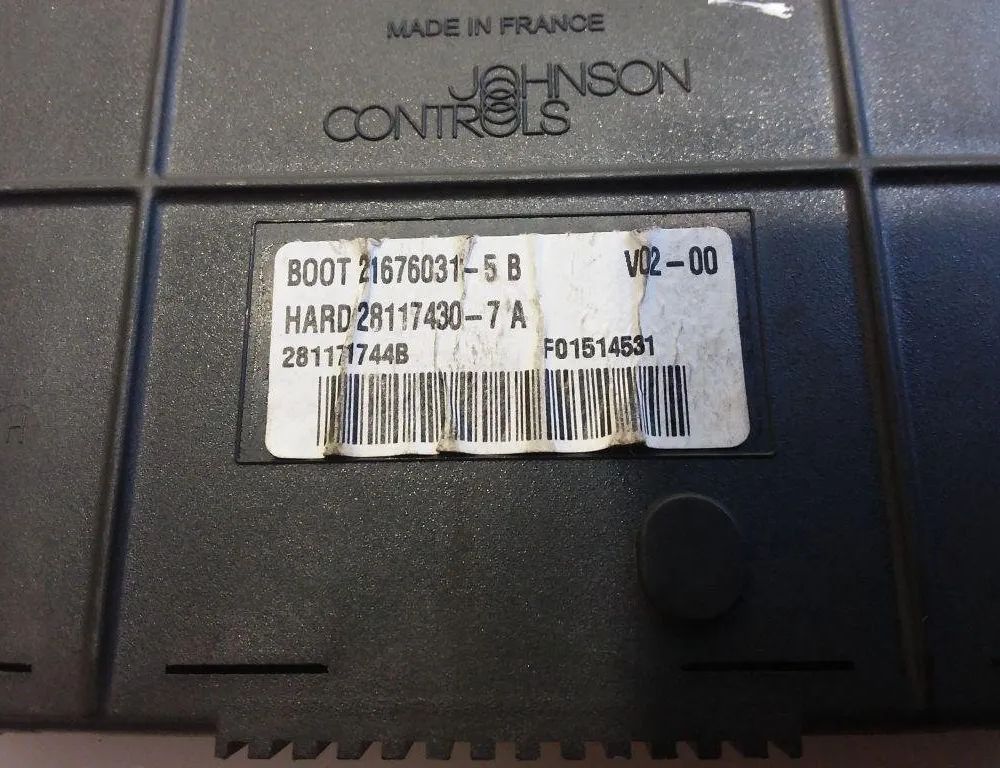 MADE IN FRANCE
JOHNSON
CONTROLS
BOOT 21676031-5 B V02-00
HARD 28117430-7 A
281171744B F01514531